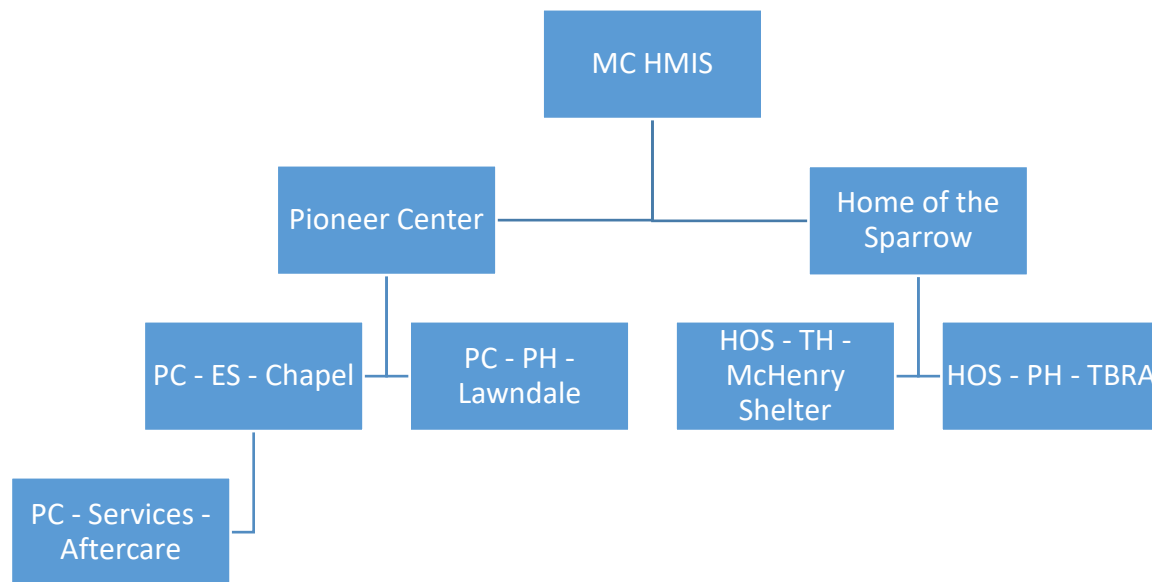 MC HMIS
Pioneer Center
Home of the
Sparrow
PC - ES - Chapel
PC - PH -
Lawndale
HOS - TH -
McHenry
Shelter
HOS - PH - TBRA
PC - Services -
Aftercare